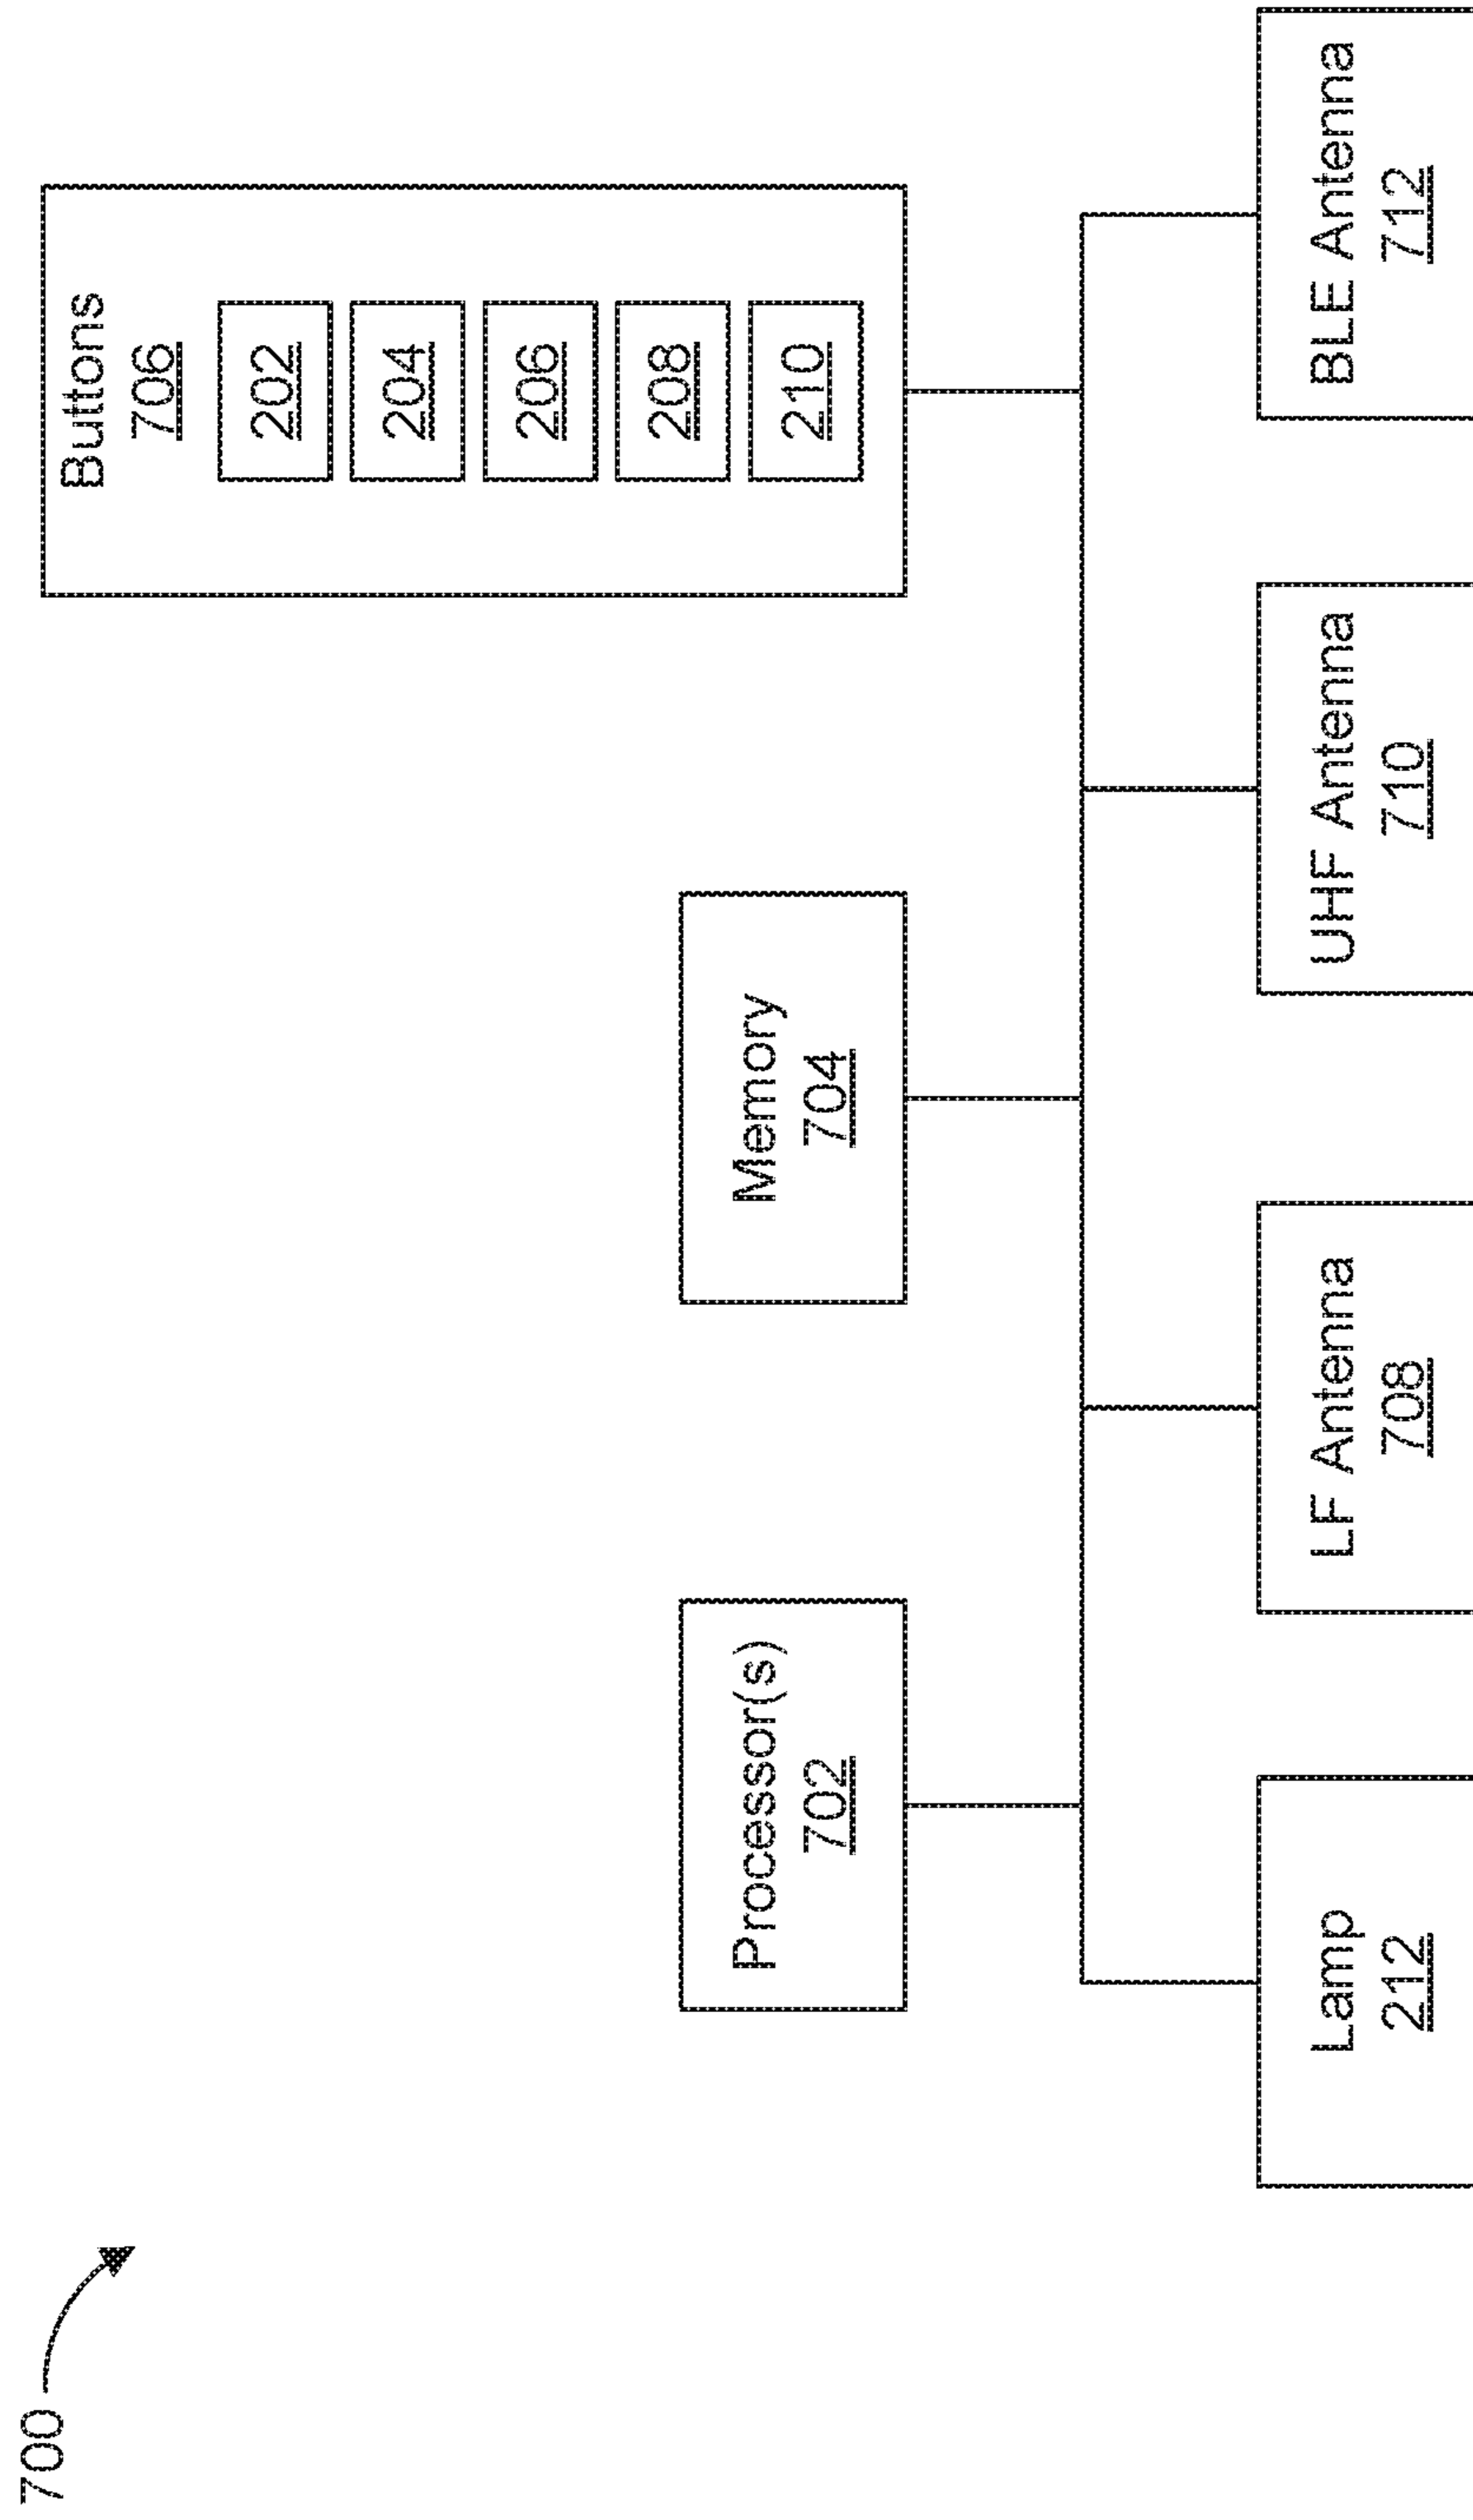 700
Buttons
706
202
204
206
208
210
Processor(s)
702
Memory
704
Lamp
212
LF Antenna
708
UHF Antenna
710
BLE Antenna
712